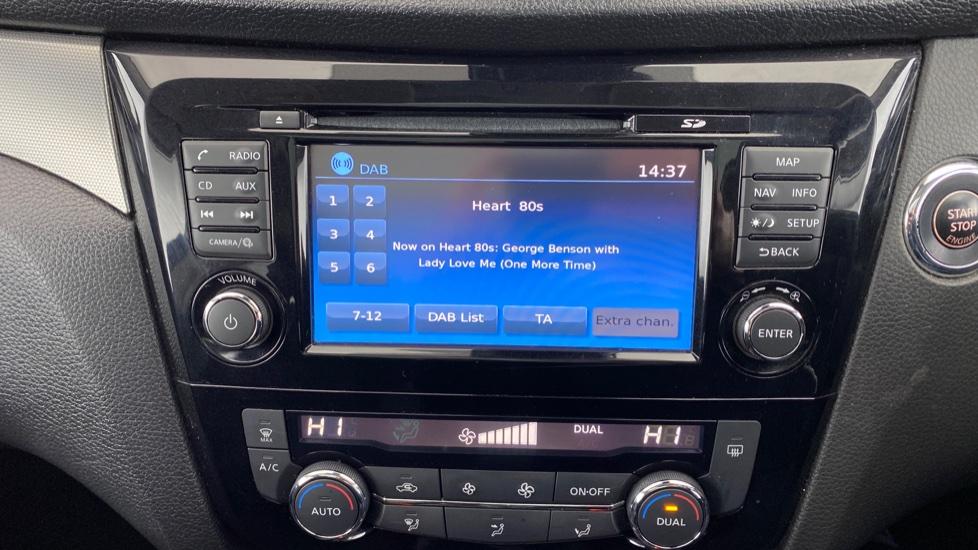 SD
RADIO
CD AUX
CAMERA/
VOLUME
DAB 14:37
1 2
3 4
5 6
Heart 80s
Now on Heart 80s: George Benson with
Lady Love Me (One More Time)
7-12 DAB List TA Extra chan.
MAP
NAV INFO
SETUP
BACK
ENTER
START
STOP
ENGINE
MAX
A/C
HI DUAL HI
AUTO
ON·OFF
DUAL